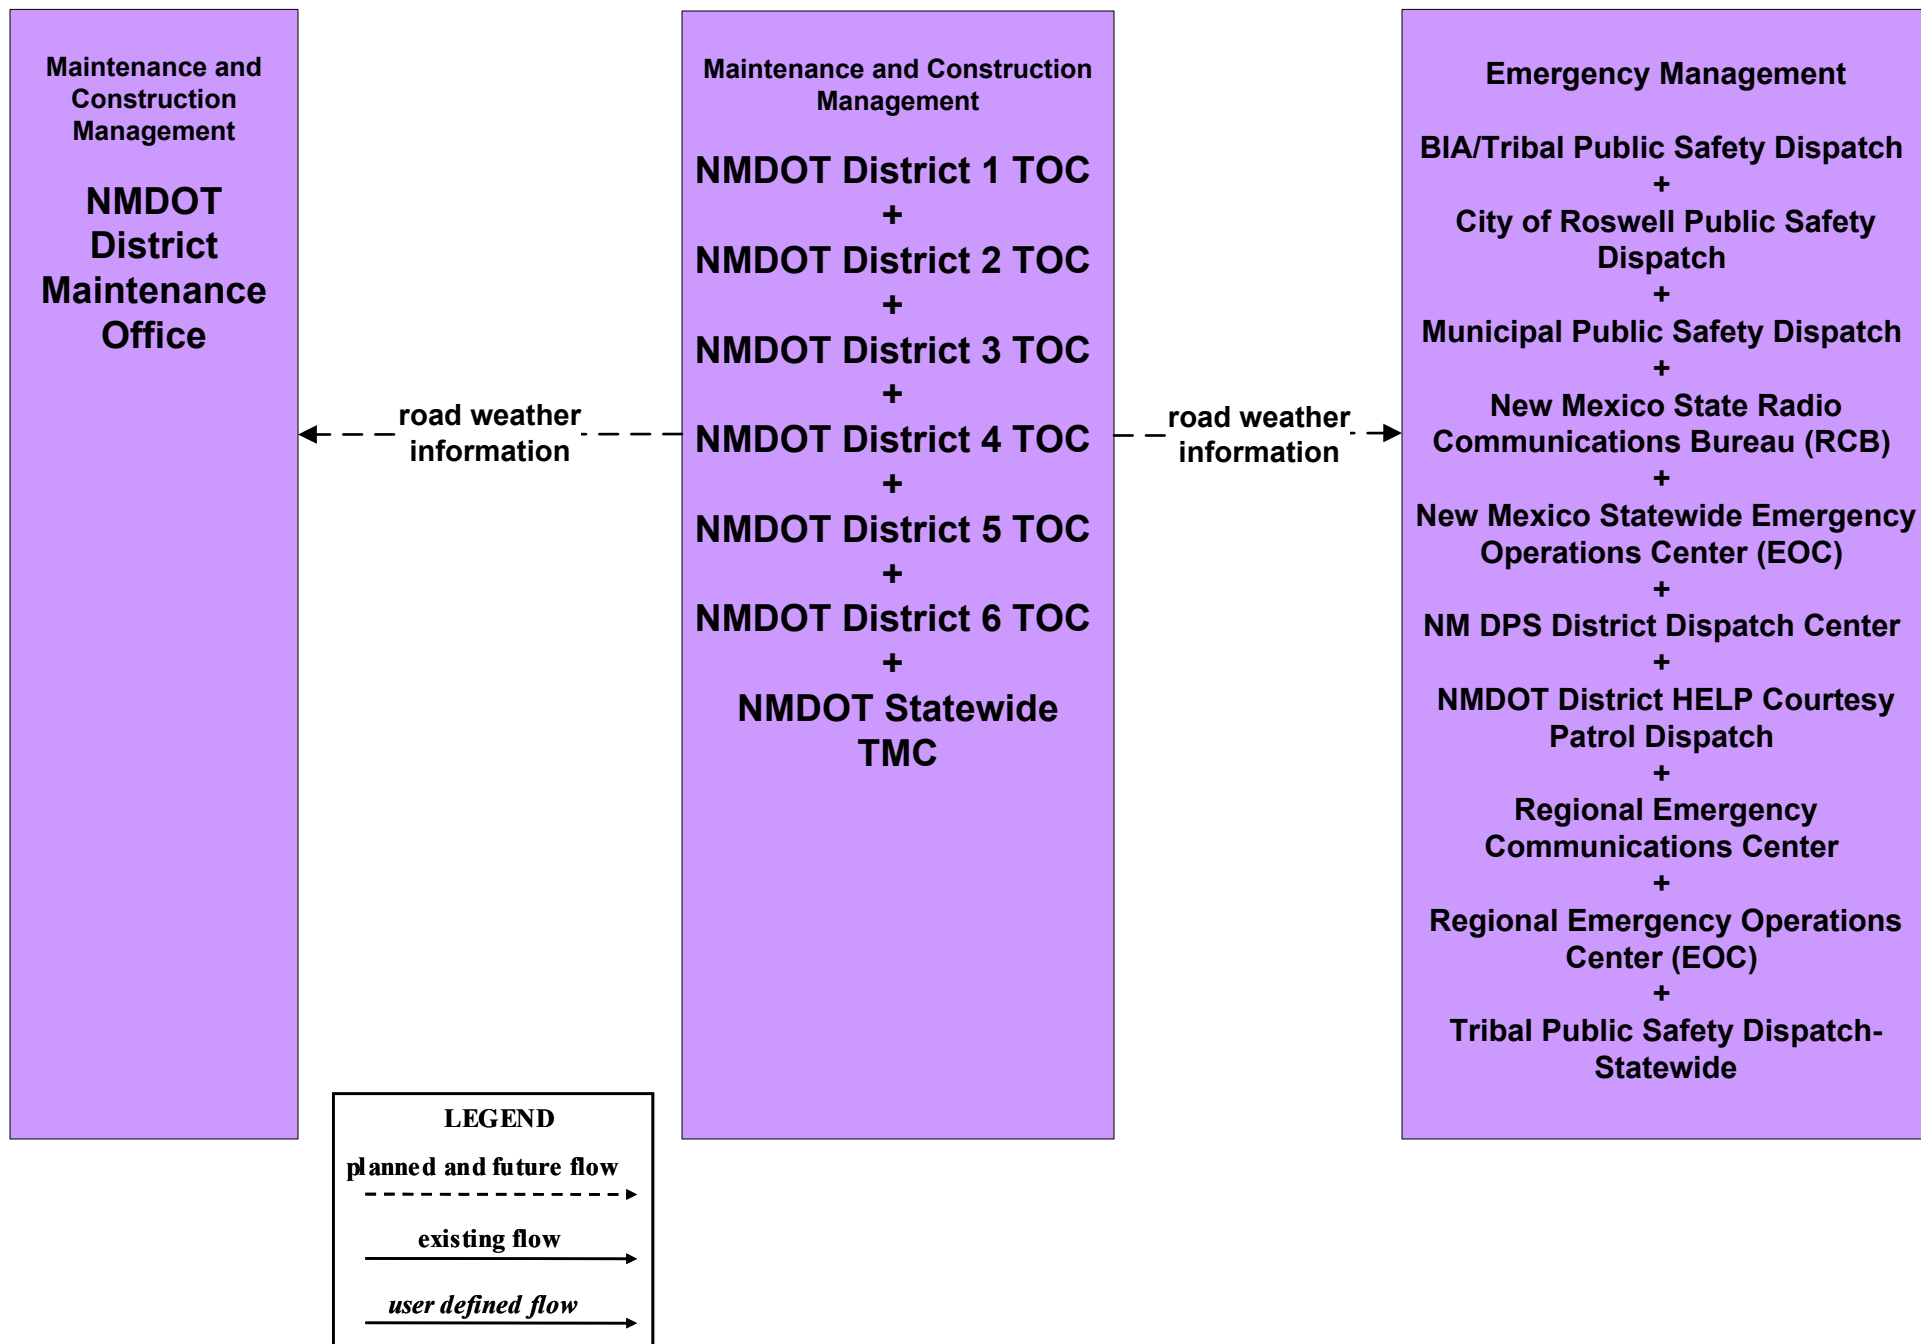 Maintenance and
Construction
Management
NMDOT
District
Maintenance
Office
road weather
information
Maintenance and Construction
Management
NMDOT District 1 TOC
+
NMDOT District 2 TOC
+
NMDOT District 3 TOC
+
NMDOT District 4 TOC
+
NMDOT District 5 TOC
+
NMDOT District 6 TOC
+
NMDOT Statewide
TMC
road weather
information
Emergency Management
BIA/Tribal Public Safety Dispatch
+
City of Roswell Public Safety
Dispatch
+
Municipal Public Safety Dispatch
+
New Mexico State Radio
Communications Bureau (RCB)
+
New Mexico Statewide Emergency
Operations Center (EOC)
+
NM DPS District Dispatch Center
+
NMDOT District HELP Courtesy
Patrol Dispatch
+
Regional Emergency
Communications Center
+
Regional Emergency Operations
Center (EOC)
+
Tribal Public Safety Dispatch-
Statewide
LEGEND
planned and future flow
existing flow
user defined flow